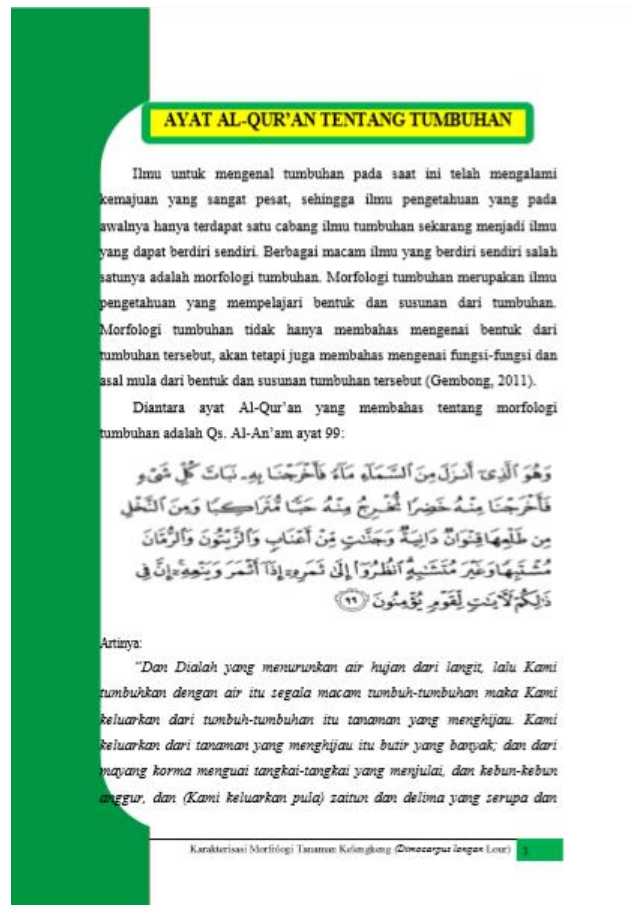 AYAT AL-QUR'AN TENTANG TUMBUHAN
Ilmu untuk mengenal tumbuhan pada saat ini telah mengalami
kemajuan yang sangat pesat, sehingga ilmu pengetahuan yang pada
awalnya hanya terdapat satu cabang ilmu tumbuhan sekarang menjadi ilmu
yang dapat berdiri sendiri. Berbagai macam ilmu yang berdiri sendiri salah
satunya adalah morfologi tumbuhan. Morfologi tumbuhan merupakan ilmu
pengetahuan yang mempelajari bentuk dan susunan dari tumbuhan.
Morfologi tumbuhan tidak hanya membahas mengenai bentuk dari
tumbuhan tersebut, akan tetapi juga membahas mengenai fungsi-fungsi dan
asal mula dari bentuk dan susunan tumbuhan tersebut (Gembong, 2011).
Diantara ayat Al-Qur'an yang membahas tentang morfologi
tumbuhan adalah Qs. Al-An'am ayat 99:
وَهُوَ ٱلَّذِىٓ أَنزَلَ مِنَ ٱلسَّمَآءِ مَآءً فَأَخْرَجْنَا بِهِۦ نَبَاتَ كُلِّ شَىْءٍ
فَأَخْرَجْنَا مِنْهُ خَضِرًا نُّخْرِجُ مِنْهُ حَبًّا مُّتَرَاكِبًا وَمِنَ ٱلنَّخْلِ
مِن طَلْعِهَا قِنْوَانٌ دَانِيَةٌ وَجَنَّٰتٍ مِّنْ أَعْنَابٍ وَٱلزَّيْتُونَ وَٱلرُّمَّانَ
مُشْتَبِهًا وَغَيْرَ مُتَشَٰبِهٍ ٱنظُرُوٓا۟ إِلَىٰ ثَمَرِهِۦٓ إِذَآ أَثْمَرَ وَيَنْعِهِۦٓ إِنَّ فِى
ذَٰلِكُمْ لَءَايَٰتٍ لِّقَوْمٍ يُؤْمِنُونَ ﴿٩٩﴾
Artinya:
"Dan Dialah yang menurunkan air hujan dari langit, lalu Kami
tumbuhkan dengan air itu segala macam tumbuh-tumbuhan maka Kami
keluarkan dari tumbuh-tumbuhan itu tanaman yang menghijau. Kami
keluarkan dari tanaman yang menghijau itu butir yang banyak; dan dari
mayang korma menguai tangkai-tangkai yang menjulai, dan kebun-kebun
anggur, dan (Kami keluarkan pula) zaitun dan delima yang serupa dan
Karakterisasi Morfologi Tanaman Kelengkeng (Dimocarpus longan Lour) 1